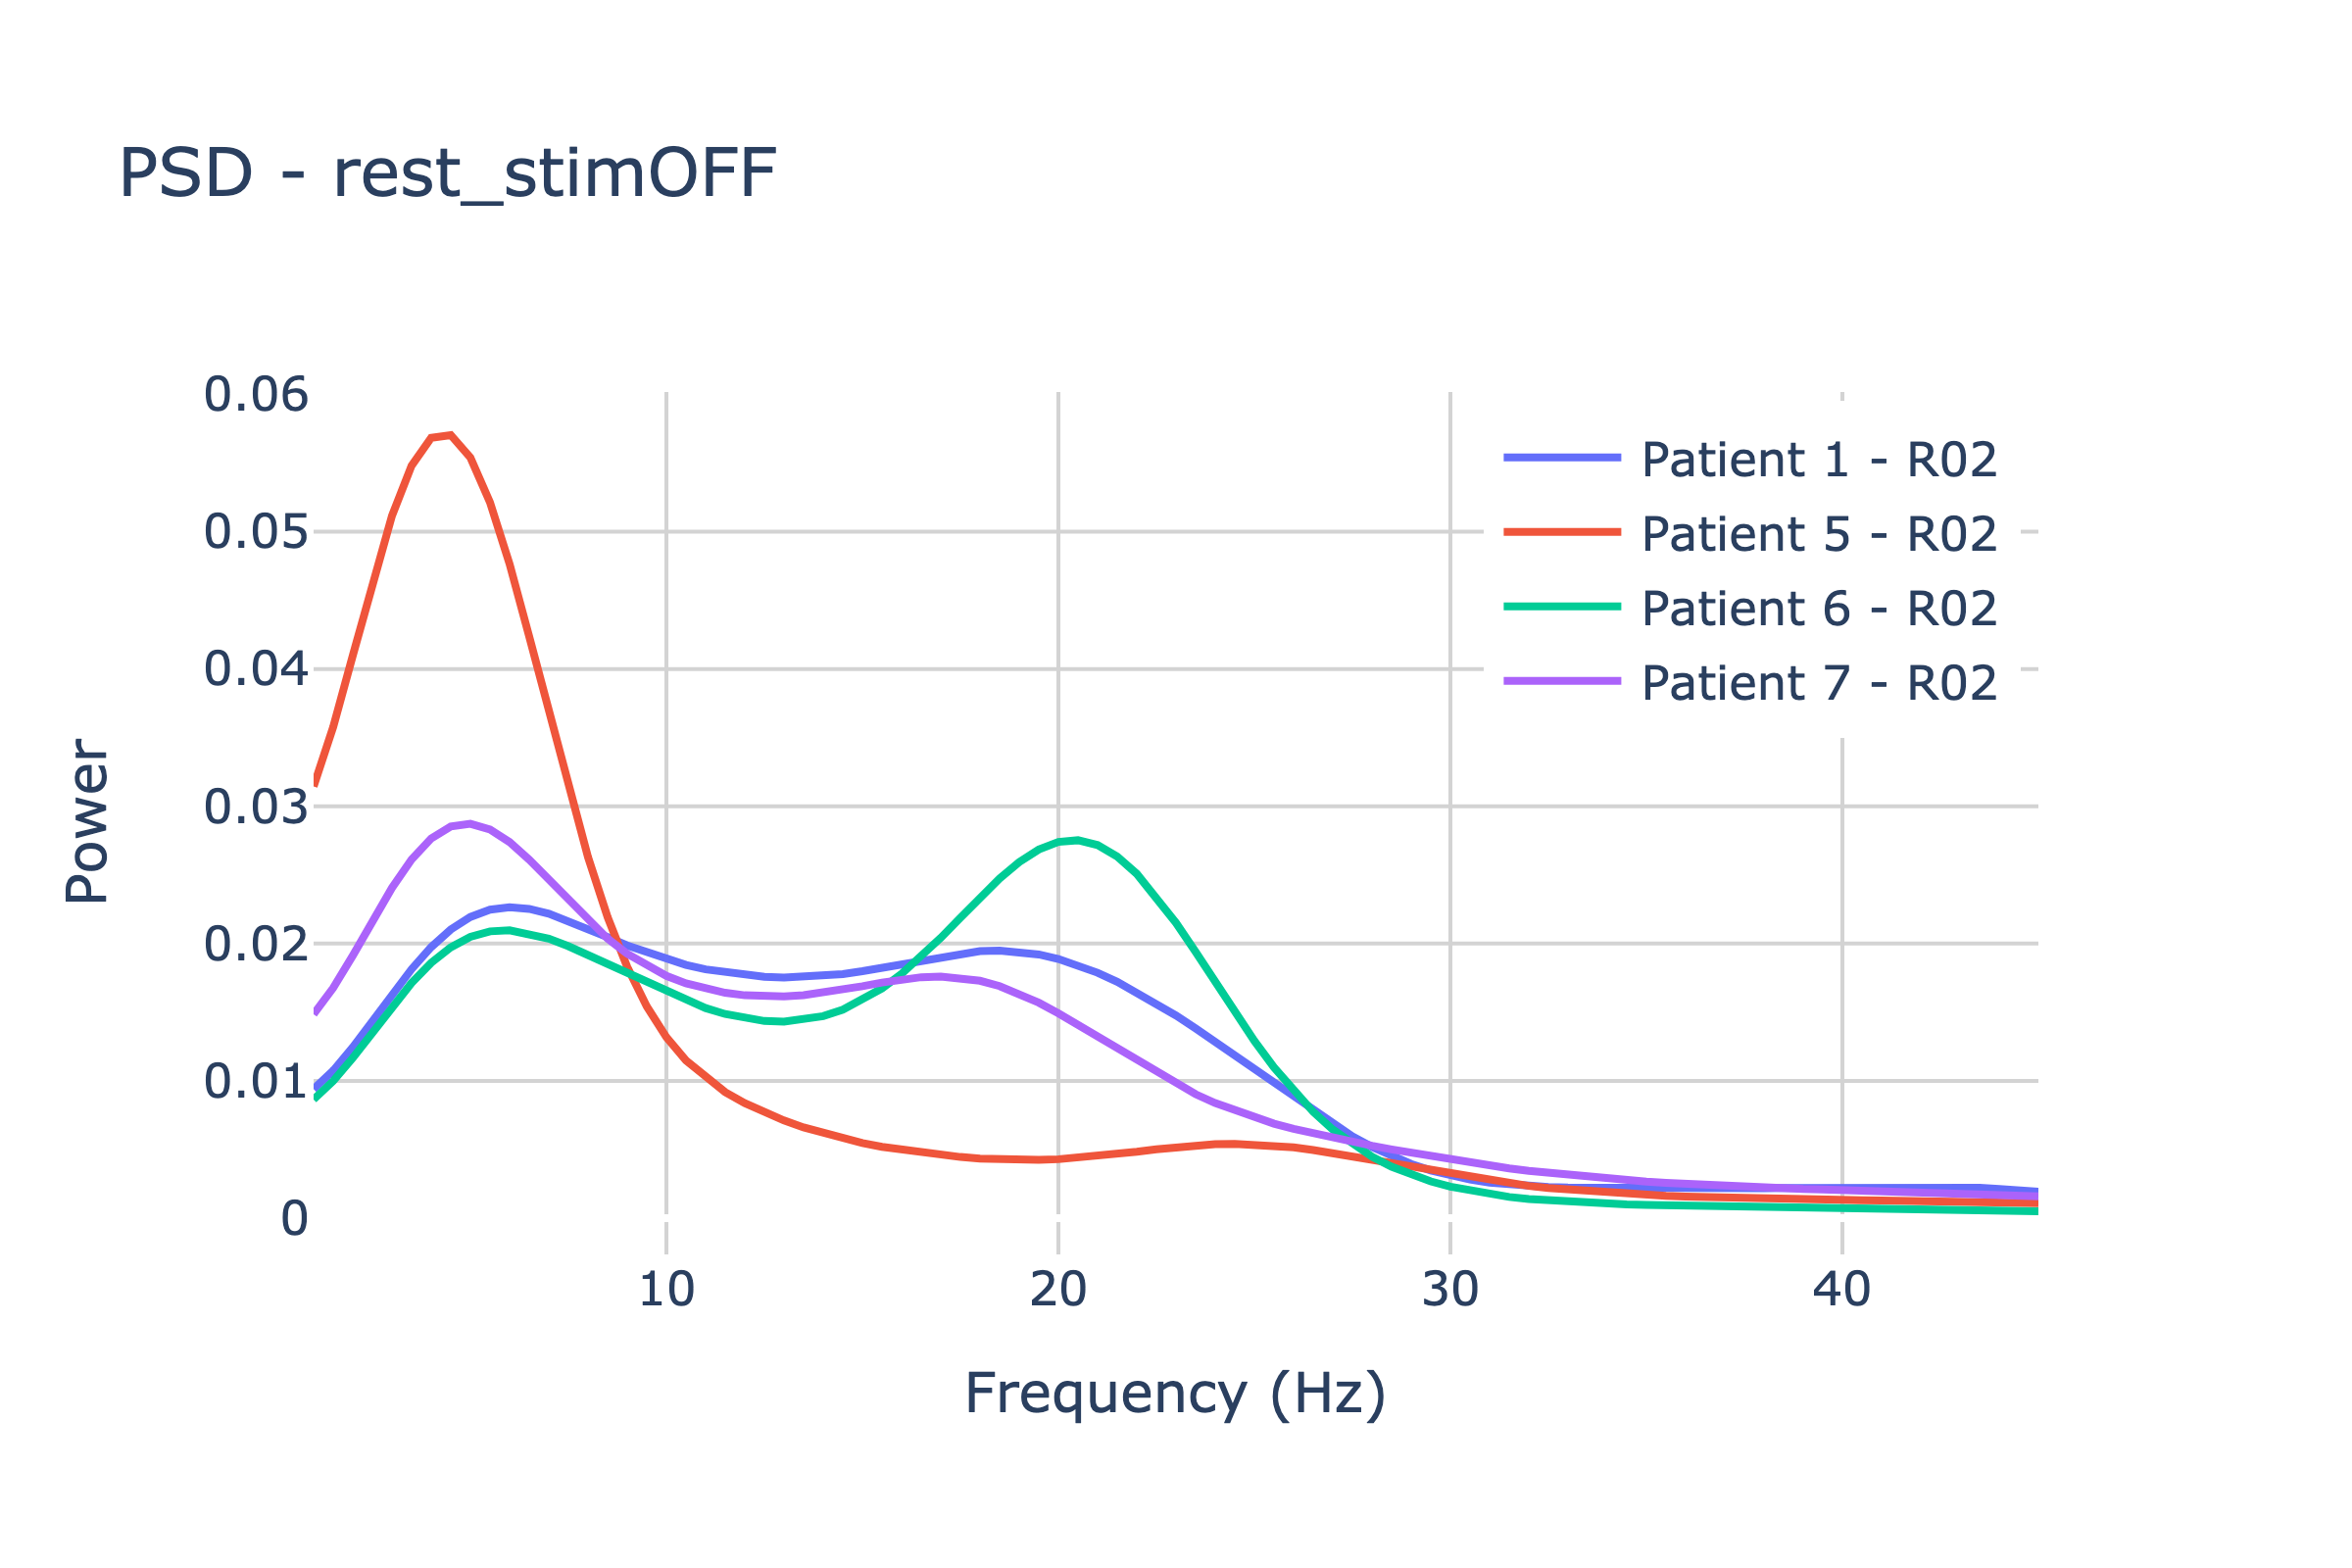 PSD - rest_stimOFF
0.06
0.05
0.04
0.03
0.02
0.01
0
Power
Patient 1 - R02
Patient 5 - R02
Patient 6 - R02
Patient 7 - R02
10 20 30 40
Frequency (Hz)